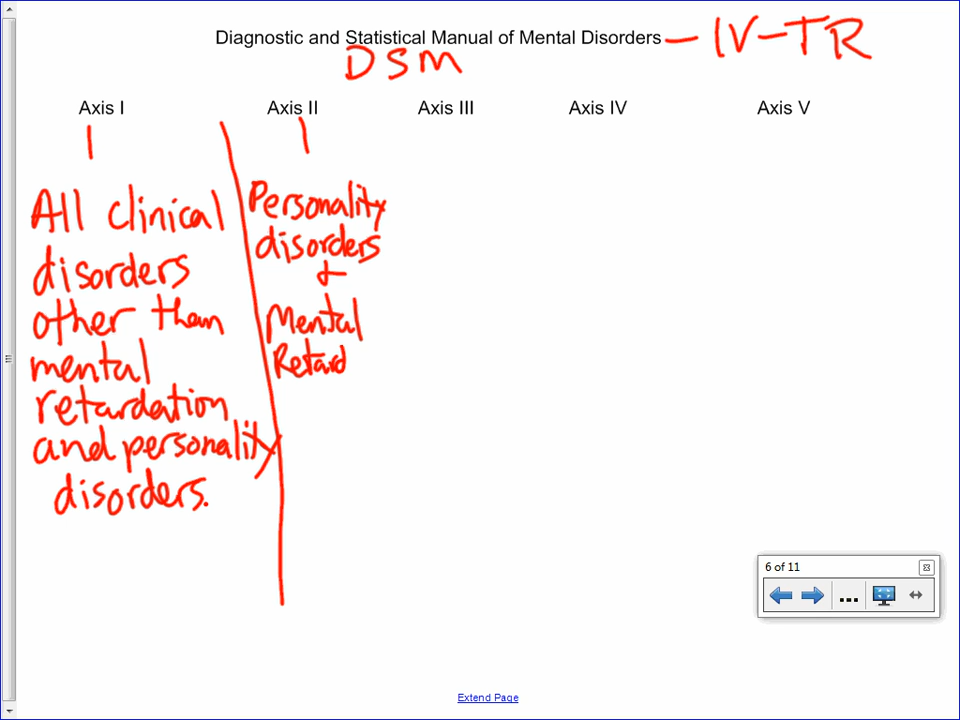 Diagnostic and Statistical Manual of Mental Disorders - IV-TR
DSM
Axis I Axis II Axis III Axis IV Axis V
All clinical
disorders
other than
mental
retardation
and personality
disorders.
Personality
disorders
+
Mental
Retard
6 of 11
...
Extend Page